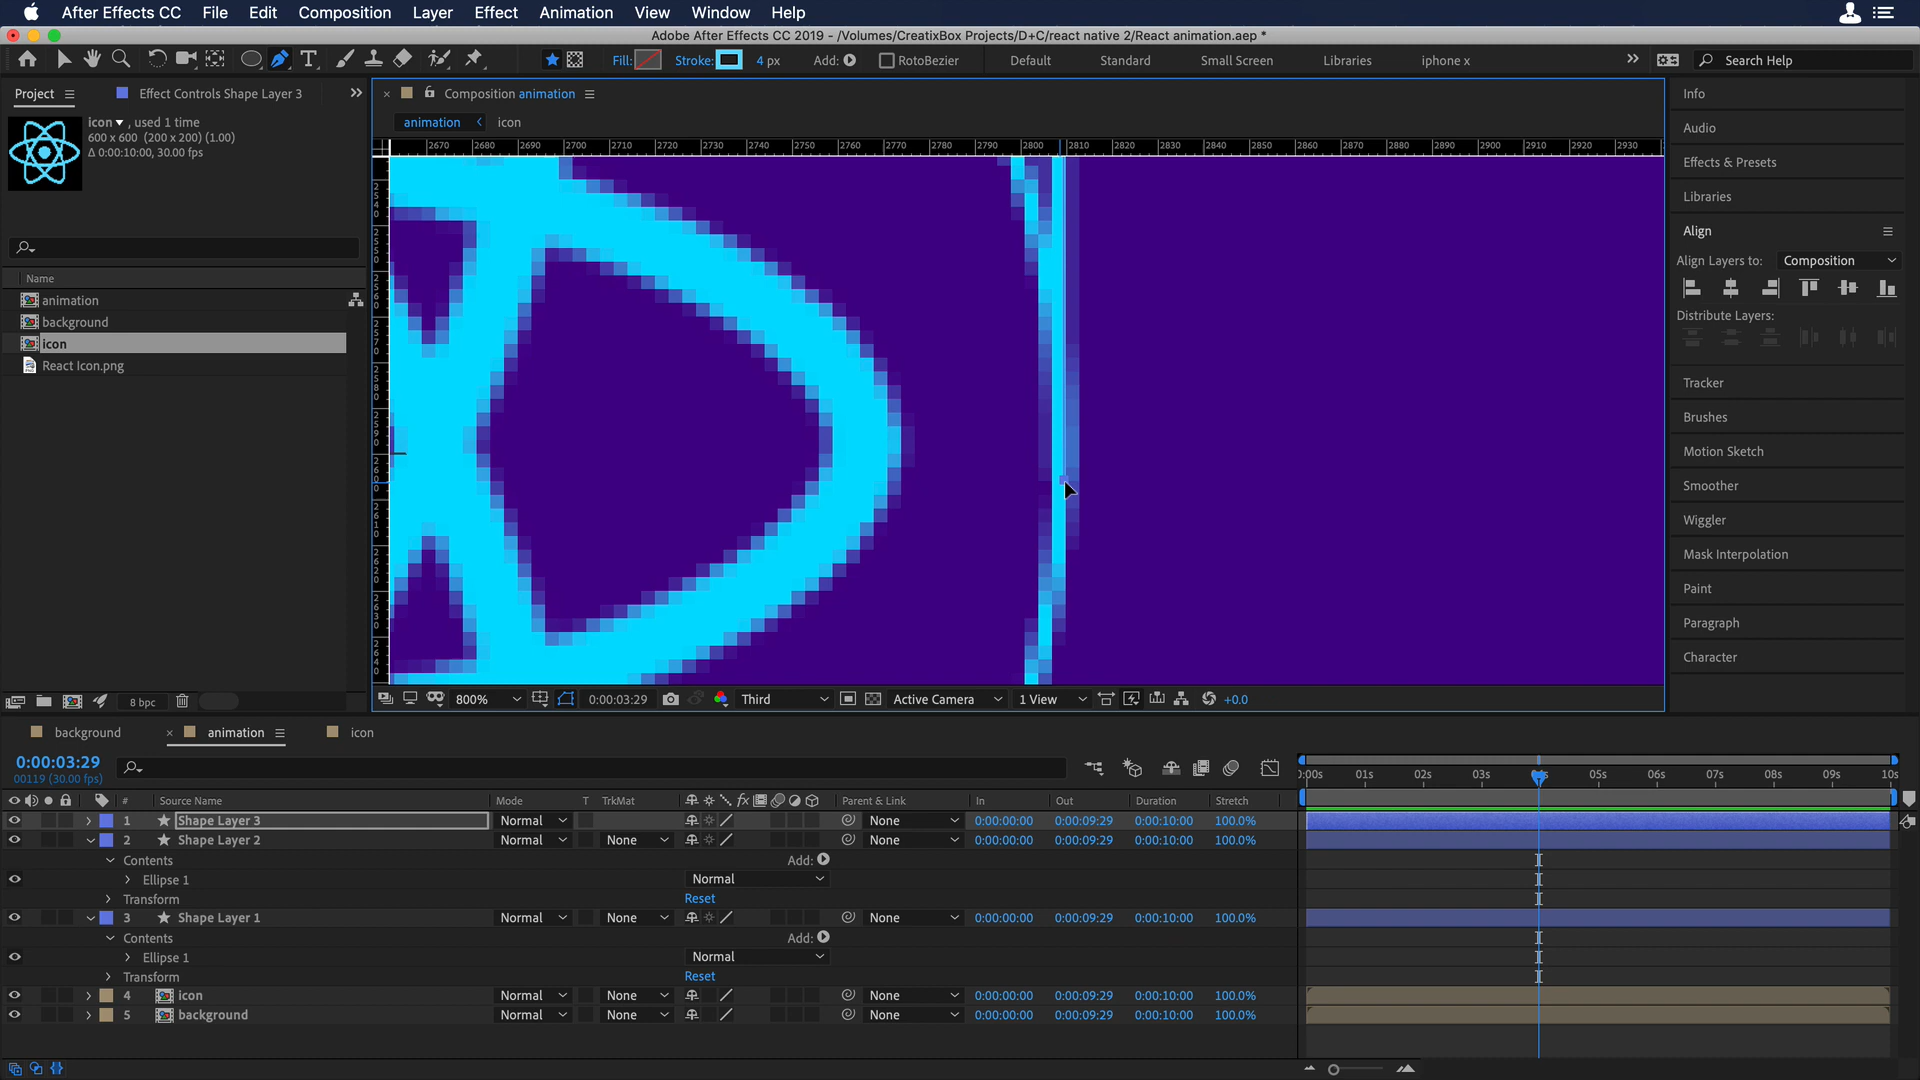 After Effects CC File Edit Composition Layer Effect Animation View Window Help
Adobe After Effects CC 2019 - /Volumes/CreatixBox Projects/D+C/react native 2/React animation.aep *
Fill: Stroke: 4 px Add: RotoBezier Default Standard Small Screen Libraries iphone x Search Help
Project Effect Controls Shape Layer 3
Composition animation
icon , used 1 time
600 x 600 (200 x 200) (1.00)
Δ 0:00:10:00, 30.00 fps
animation icon
2670 2680 2690 2700 2710 2720 2730 2740 2750 2760 2770 2780 2790 2800 2810 2820 2830 2840 2850 2860 2870 2880 2890 2900 2910 2920 2930
Name
animation
background
icon
React Icon.png
8 bpc
800% 0:00:03:29 Third Active Camera 1 View +0.0
Info
Audio
Effects & Presets
Libraries
Align
Align Layers to: Composition
Distribute Layers:
Tracker
Brushes
Motion Sketch
Smoother
Wiggler
Mask Interpolation
Paint
Paragraph
Character
background animation icon
0:00:03:29
00119 (30.00 fps)
0:00s 01s 02s 03s 05s 06s 07s 08s 09s 10s
# Source Name Mode T TrkMat Parent & Link In Out Duration Stretch
1 Shape Layer 3 Normal None 0:00:00:00 0:00:09:29 0:00:10:00 100.0%
2 Shape Layer 2 Normal None None 0:00:00:00 0:00:09:29 0:00:10:00 100.0%
Contents Add:
Ellipse 1 Normal
Transform Reset
3 Shape Layer 1 Normal None None 0:00:00:00 0:00:09:29 0:00:10:00 100.0%
Contents Add:
Ellipse 1 Normal
Transform Reset
4 icon Normal None None 0:00:00:00 0:00:09:29 0:00:10:00 100.0%
5 background Normal None None 0:00:00:00 0:00:09:29 0:00:10:00 100.0%